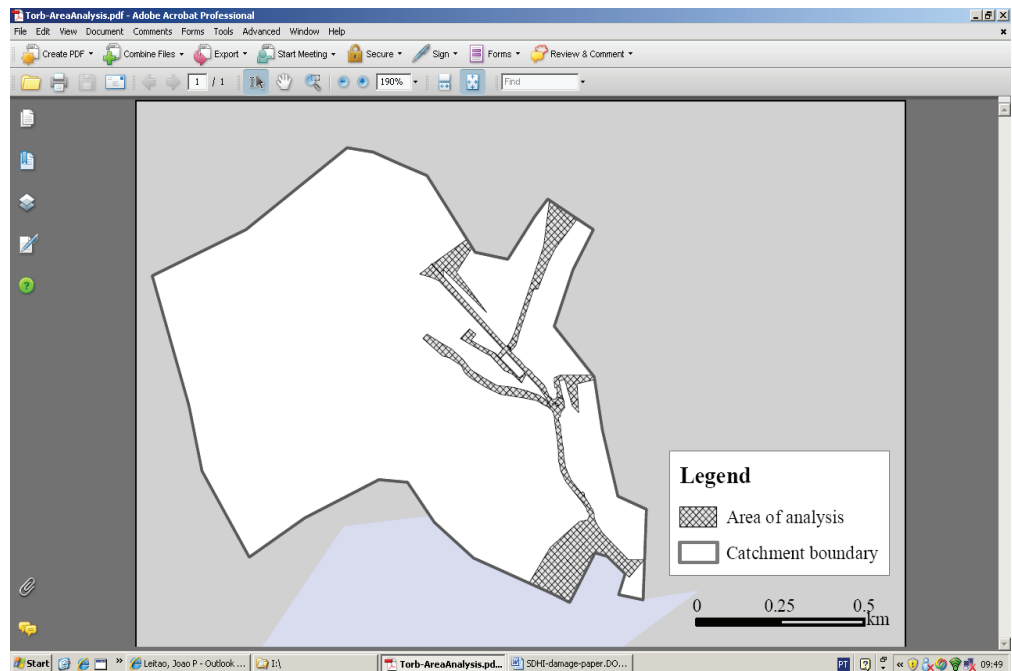 Torb-AreaAnalysis.pdf - Adobe Acrobat Professional
File Edit View Document Comments Forms Tools Advanced Window Help
Create PDF Combine Files Export Start Meeting Secure Sign Forms Review & Comment
1 / 1 190% Find
Legend
Area of analysis
Catchment boundary
0 0.25 0.5
km
Start » Leitao, Joao P - Outlook ... I:\ Torb-AreaAnalysis.pd... SDHI-damage-paper.DO... PT « 09:49